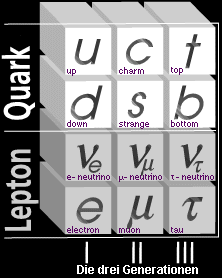 Quark
Lepton
u c t
up charm top
d s b
down strange bottom
νe νμ ντ
e- neutrino μ- neutrino τ- neutrino
e μ τ
electron muon tau
I II III
Die drei Generationen